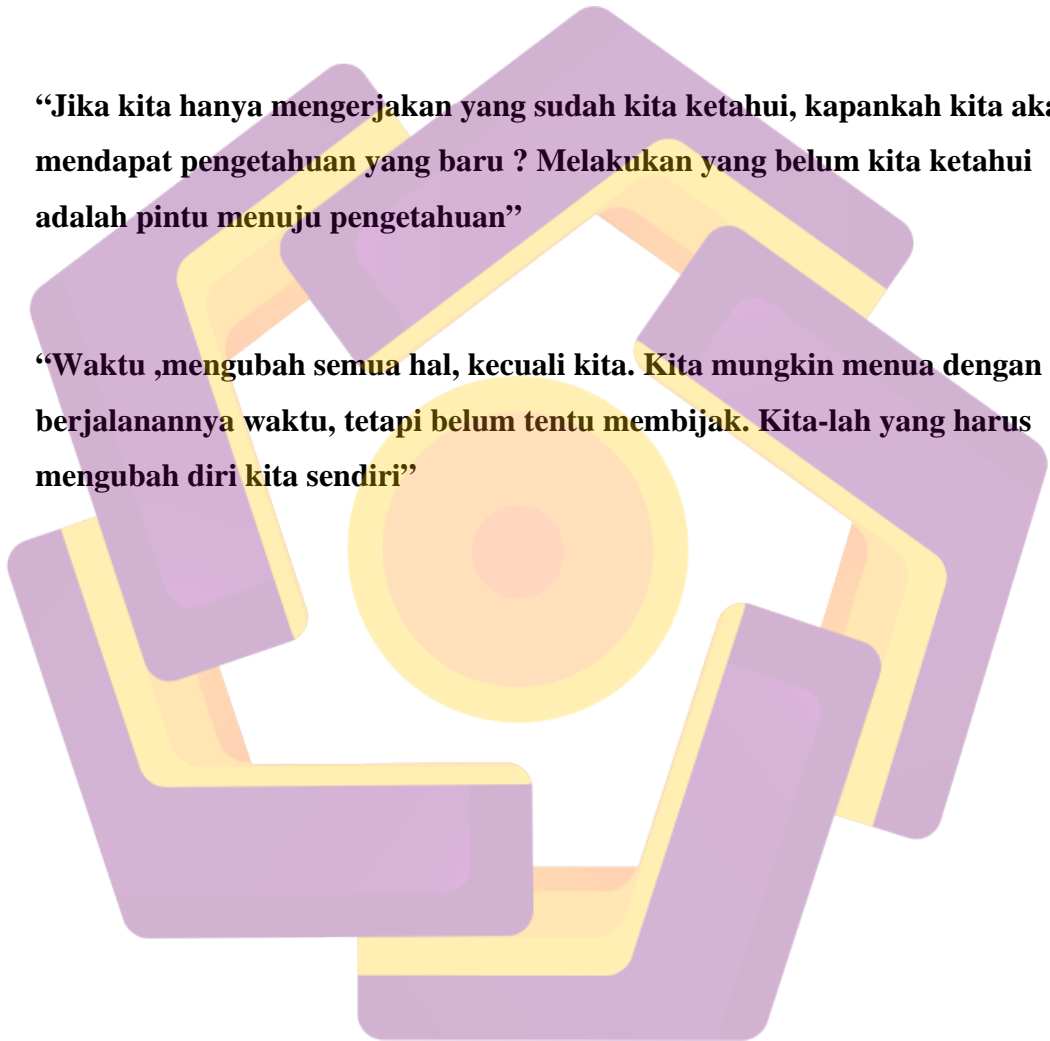 “Jika kita hanya mengerjakan yang sudah kita ketahui, kapankah kita aka
mendapat pengetahuan yang baru ? Melakukan yang belum kita ketahui
adalah pintu menuju pengetahuan”
“Waktu ,mengubah semua hal, kecuali kita. Kita mungkin menua dengan
berjalanannya waktu, tetapi belum tentu membijak. Kita-lah yang harus
mengubah diri kita sendiri”